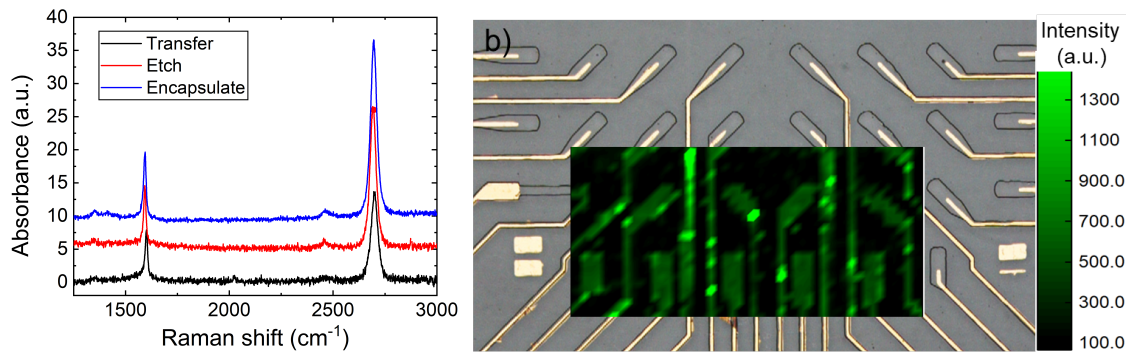 40
35
30
25
20
15
10
5
0
Absorbance (a.u.)
Transfer
Etch
Encapsulate
1500
2000
2500
3000
Raman shift (cm⁻¹)
b)
Intensity
(a.u.)
1300
1100
900.0
700.0
500.0
300.0
100.0